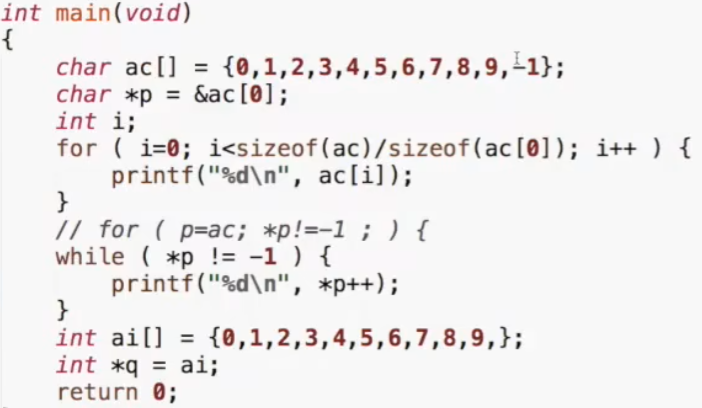 int main(void)
{
char ac[] = {0,1,2,3,4,5,6,7,8,9,-1};
char *p = &ac[0];
int i;
for ( i=0; i<sizeof(ac)/sizeof(ac[0]); i++ ) {
printf("%d\n", ac[i]);
}
// for ( p=ac; *p!=-1 ; ) {
while ( *p != -1 ) {
printf("%d\n", *p++);
}
int ai[] = {0,1,2,3,4,5,6,7,8,9,};
int *q = ai;
return 0;